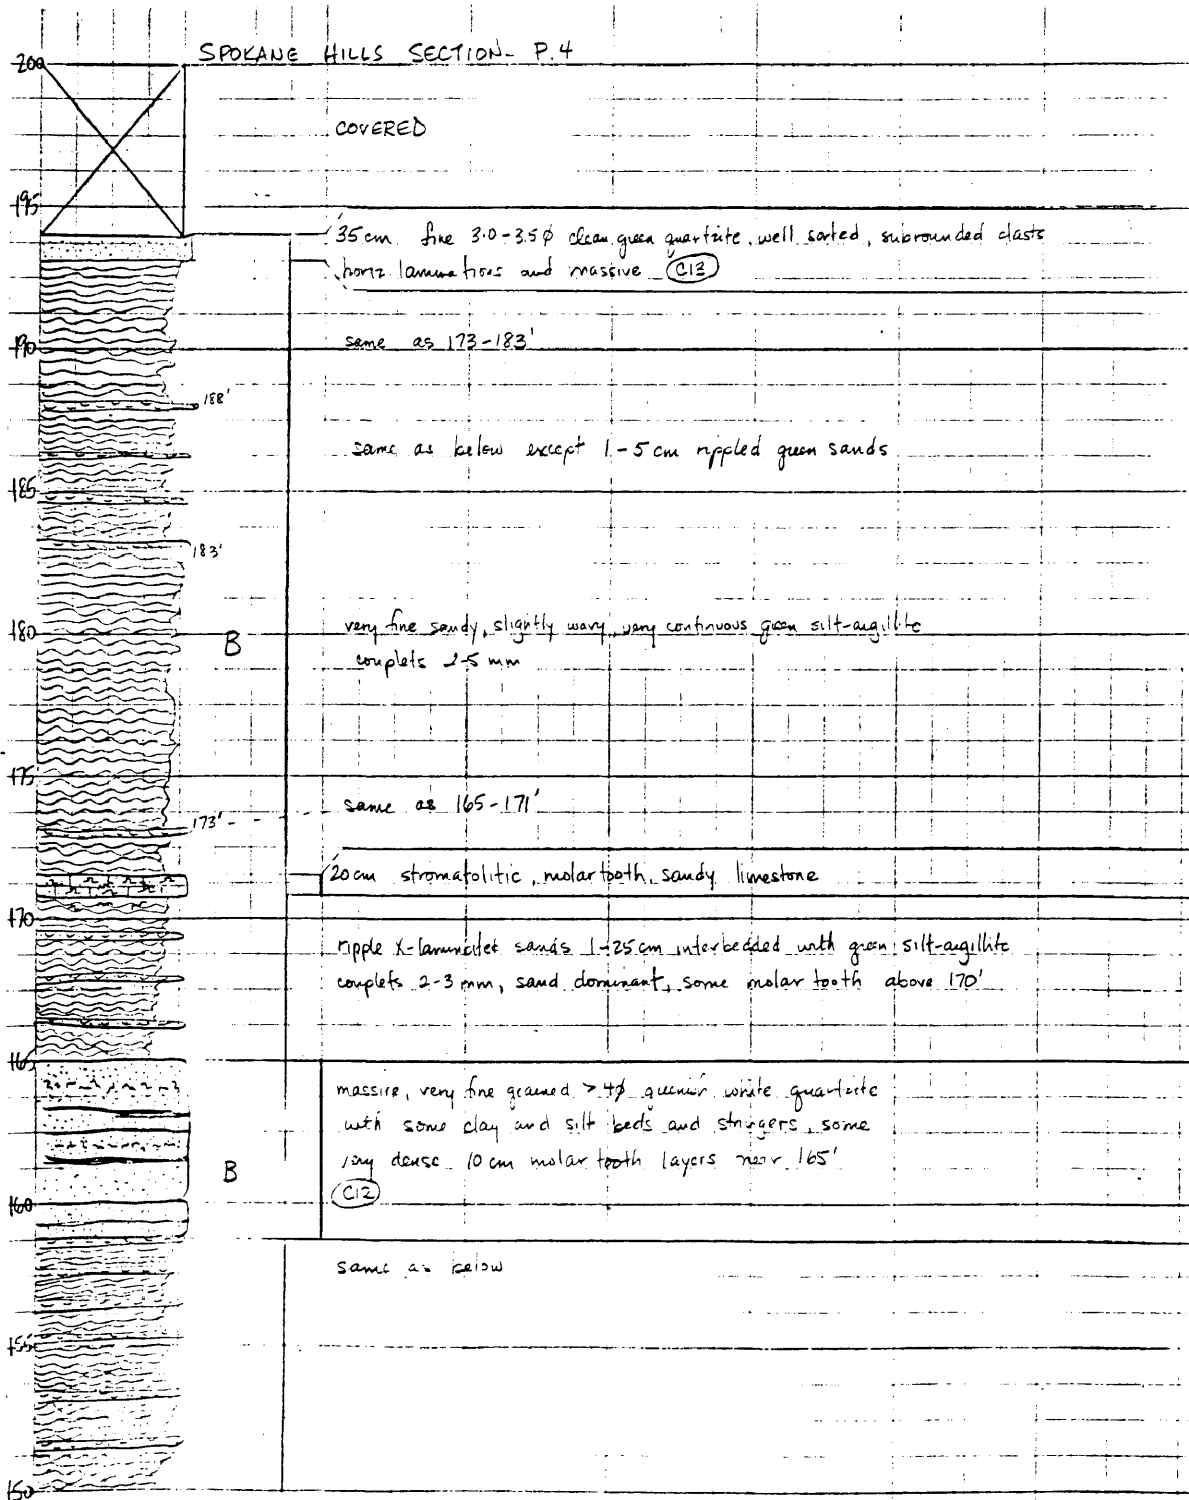 SPOKANE HILLS SECTION - P.4
200
COVERED
195
35cm fine 3.0-3.5ϕ clean green quartzite, well sorted, subrounded clasts
horiz laminations and massive C13
190
same as 173-183'
188'
same as below except 1-5 cm rippled green sands
185
183'
180
B
very fine sandy, slightly wavy, very continuous green silt-argillite
couplets 2-5 mm
175
same as 165-171'
173'
20cm stromatolitic, molar tooth, sandy limestone
170
ripple X-laminated sands 1-25cm interbedded with green silt-argillite
couplets 2-3 mm, sand dominant, some molar tooth above 170'
165
massive, very fine grained >4ϕ white quartzite
with some clay and silt beds and stringers, some
very dense 10 cm molar tooth layers near 165'
B
C12
160
same as below
155
150